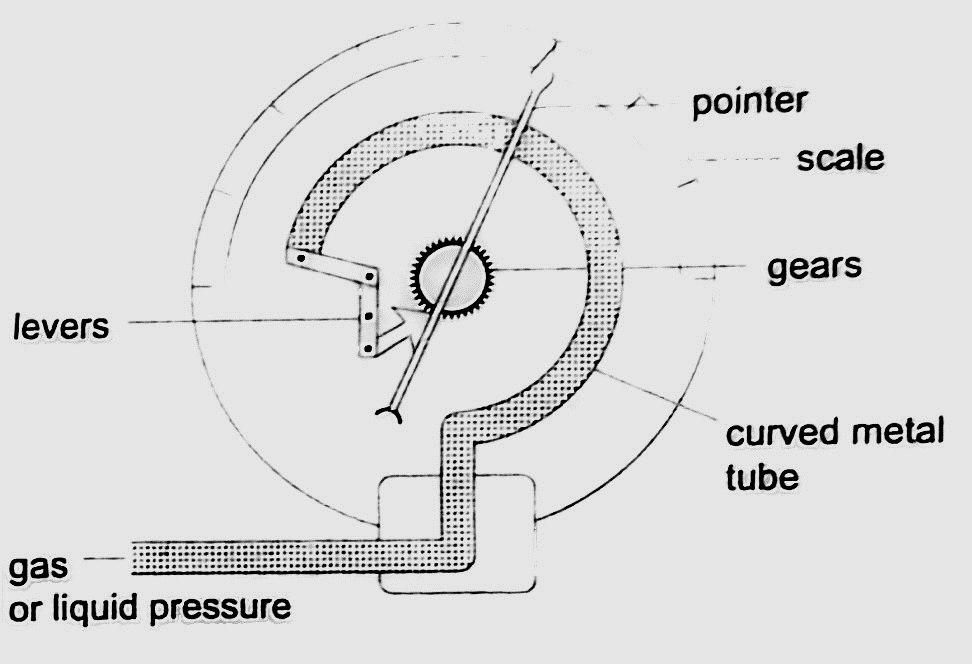 pointer
scale
gears
levers
curved metal
tube
gas
or liquid pressure